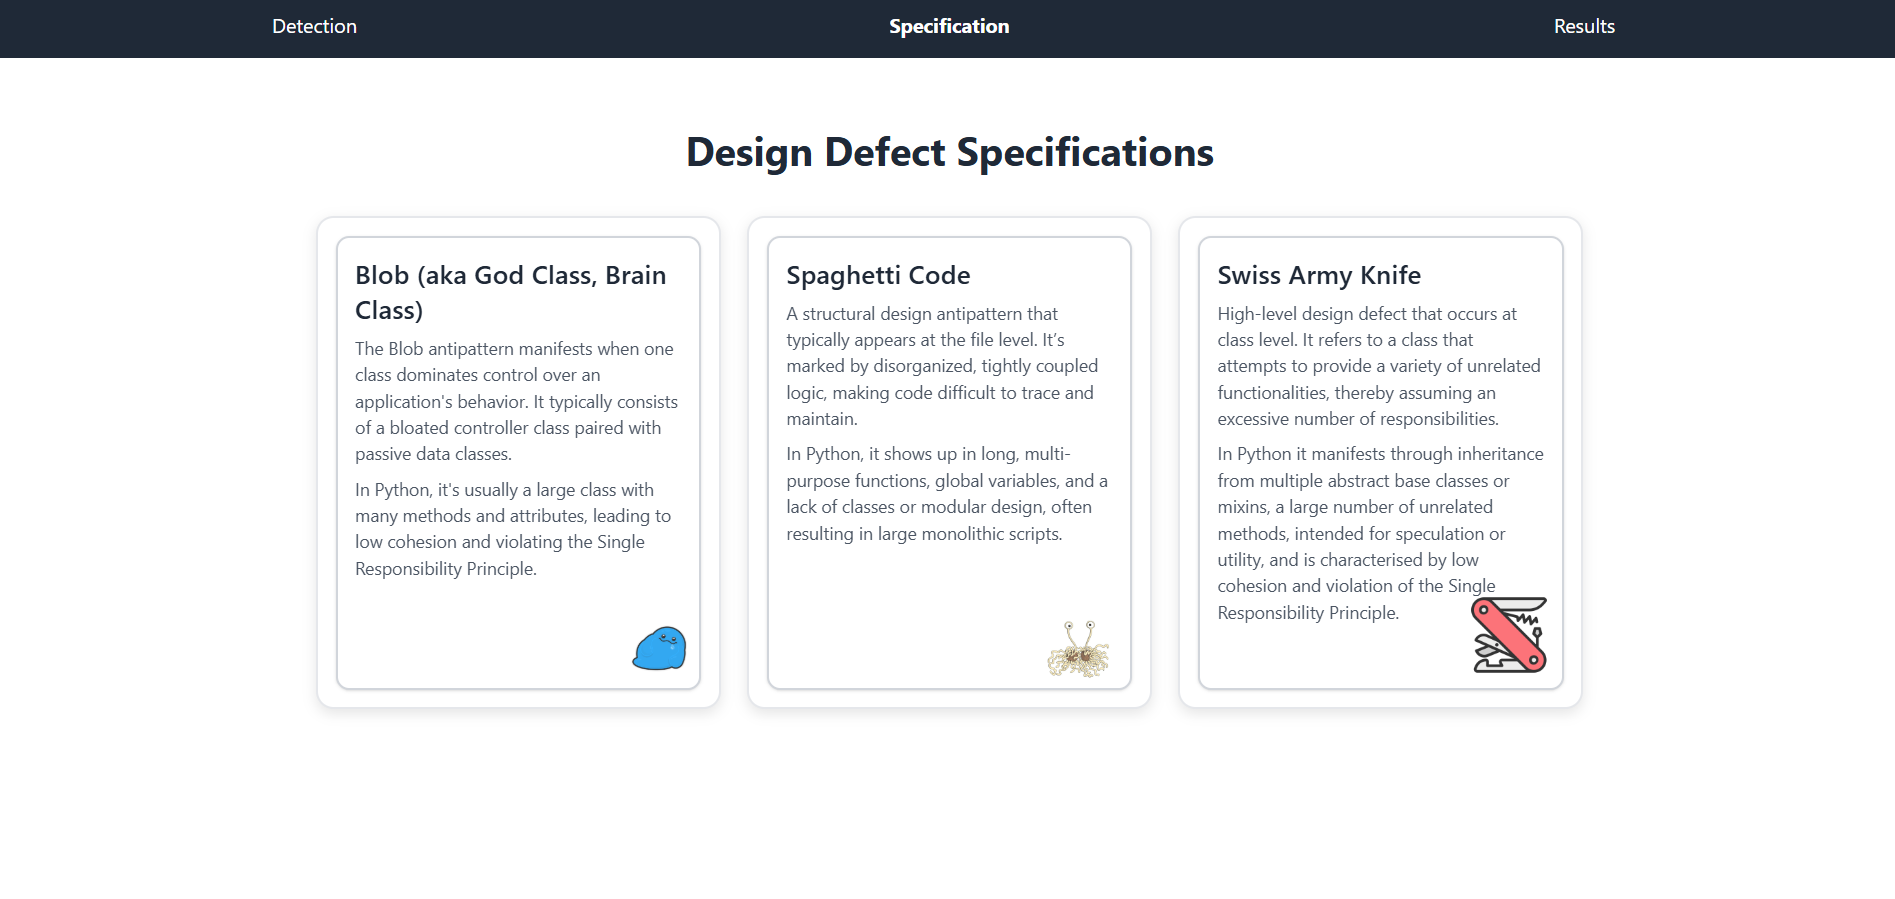 Detection
Specification
Results
Design Defect Specifications
Blob (aka God Class, Brain
Class)
The Blob antipattern manifests when one
class dominates control over an
application's behavior. It typically consists
of a bloated controller class paired with
passive data classes.
In Python, it's usually a large class with
many methods and attributes, leading to
low cohesion and violating the Single
Responsibility Principle.
Spaghetti Code
A structural design antipattern that
typically appears at the file level. It’s
marked by disorganized, tightly coupled
logic, making code difficult to trace and
maintain.
In Python, it shows up in long, multi-
purpose functions, global variables, and a
lack of classes or modular design, often
resulting in large monolithic scripts.
Swiss Army Knife
High-level design defect that occurs at
class level. It refers to a class that
attempts to provide a variety of unrelated
functionalities, thereby assuming an
excessive number of responsibilities.
In Python it manifests through inheritance
from multiple abstract base classes or
mixins, a large number of unrelated
methods, intended for speculation or
utility, and is characterised by low
cohesion and violation of the Single
Responsibility Principle.